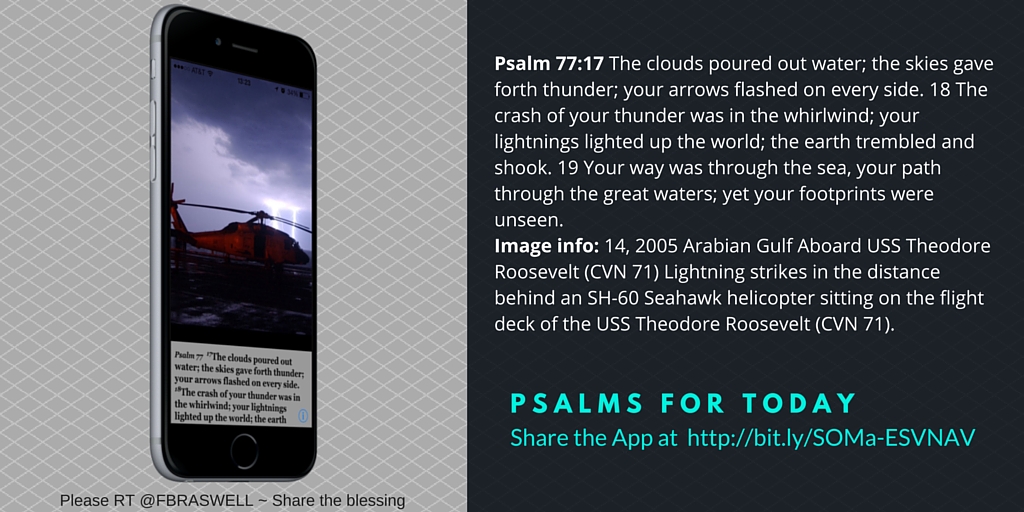 AT&T
13:22
34%
Psalm 77 17The clouds poured out
water; the skies gave forth thunder;
your arrows flashed on every side.
18The crash of your thunder was in
the whirlwind; your lightnings
lighted up the world; the earth
Please RT @FBRASWELL ~ Share the blessing
Psalm 77:17 The clouds poured out water; the skies gave
forth thunder; your arrows flashed on every side. 18 The
crash of your thunder was in the whirlwind; your
lightnings lighted up the world; the earth trembled and
shook. 19 Your way was through the sea, your path
through the great waters; yet your footprints were
unseen.
Image info: 14, 2005 Arabian Gulf Aboard USS Theodore
Roosevelt (CVN 71) Lightning strikes in the distance
behind an SH-60 Seahawk helicopter sitting on the flight
deck of the USS Theodore Roosevelt (CVN 71).
PSALMS FOR TODAY
Share the App at http://bit.ly/SOMa-ESVNAV